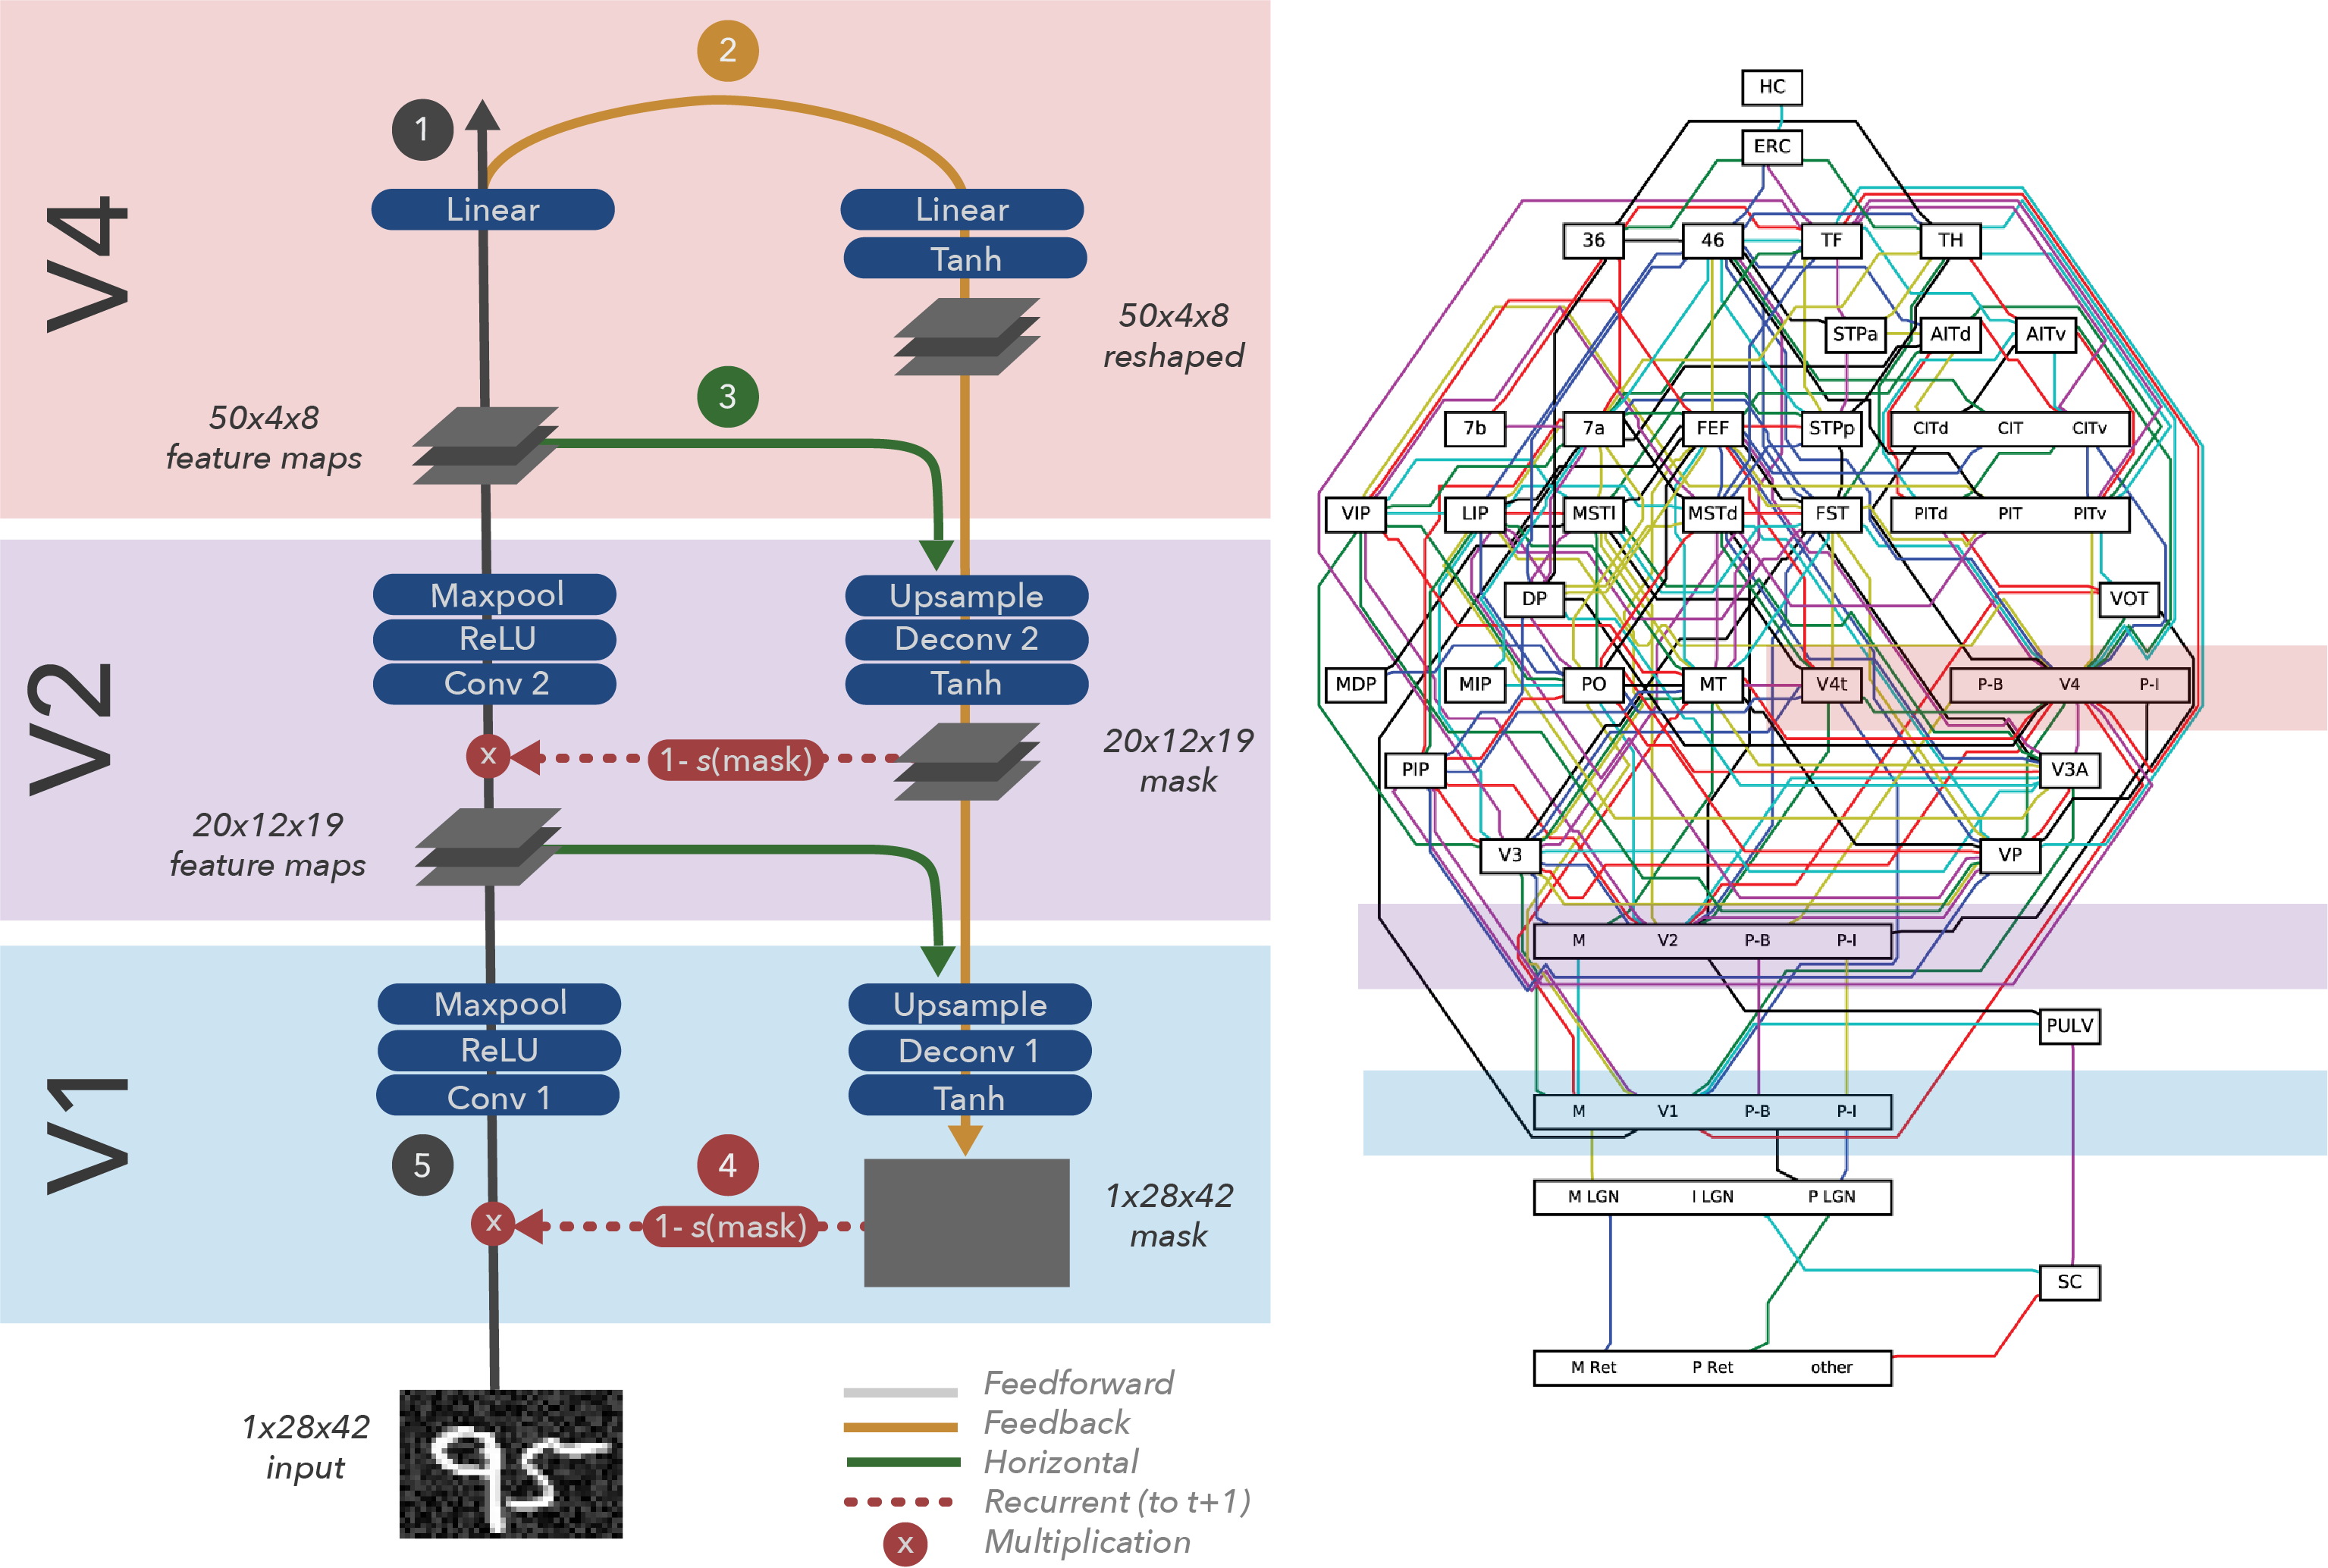 2
1
V4
Linear
Linear
Tanh
50x4x8
reshaped
3
50x4x8
feature maps
V2
Maxpool
ReLU
Conv 2
Upsample
Deconv 2
Tanh
x
1- s(mask)
20x12x19
mask
20x12x19
feature maps
V1
Maxpool
ReLU
Conv 1
Upsample
Deconv 1
Tanh
5
4
x
1- s(mask)
1x28x42
mask
1x28x42
input
95
Feedforward
Feedback
Horizontal
Recurrent (to t+1)
x
Multiplication
HC
ERC
36 46 TF TH
STPa AITd AITv
7b 7a FEF STPp CITd CIT CITv
VIP LIP MSTl MSTd FST PITd PIT PITv
DP VOT
MDP MIP PO MT V4t P-B V4 P-I
PIP V3A
V3 VP
M V2 P-B P-I
PULV
M V1 P-B P-I
M LGN I LGN P LGN
SC
M Ret P Ret other